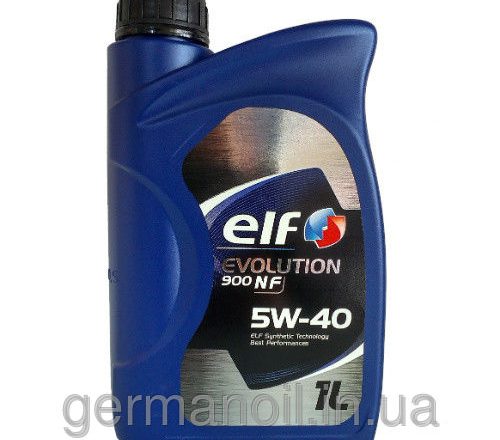 elf
EVOLUTION
900 NF
5W-40
ELF Synthetic Technology
Best Performances
1L
germanoil.in.ua